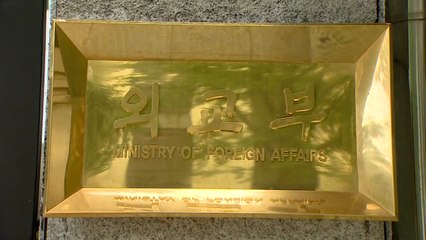 외교부
MINISTRY OF FOREIGN AFFAIRS